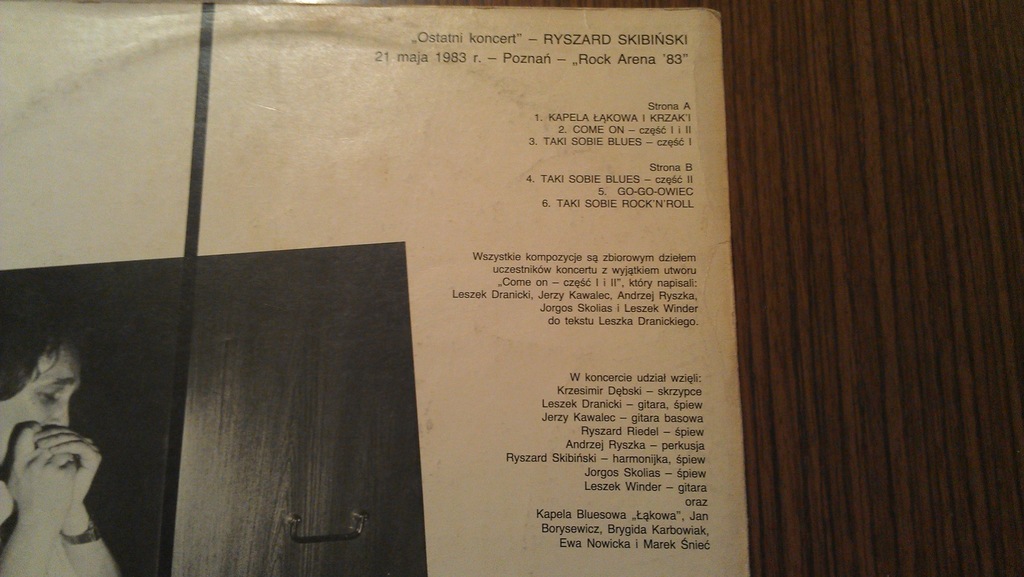 „Ostatni koncert” – RYSZARD SKIBIŃSKI
21 maja 1983 r. – Poznań – „Rock Arena '83”
Strona A
1. KAPELA ŁĄKOWA I KRZAK'I
2. COME ON – część I i II
3. TAKI SOBIE BLUES – część I
Strona B
4. TAKI SOBIE BLUES – część II
5. GO-GO-OWIEC
6. TAKI SOBIE ROCK'N'ROLL
Wszystkie kompozycje są zbiorowym dziełem
uczestników koncertu z wyjątkiem utworu
„Come on – część I i II”, który napisali:
Leszek Dranicki, Jerzy Kawalec, Andrzej Ryszka,
Jorgos Skolias i Leszek Winder
do tekstu Leszka Dranickiego.
W koncercie udział wzięli:
Krzesimir Dębski – skrzypce
Leszek Dranicki – gitara, śpiew
Jerzy Kawalec – gitara basowa
Ryszard Riedel – śpiew
Andrzej Ryszka – perkusja
Ryszard Skibiński – harmonijka, śpiew
Jorgos Skolias – śpiew
Leszek Winder – gitara
oraz
Kapela Bluesowa „Łąkowa”, Jan
Borysewicz, Brygida Karbowiak,
Ewa Nowicka i Marek Śnieć